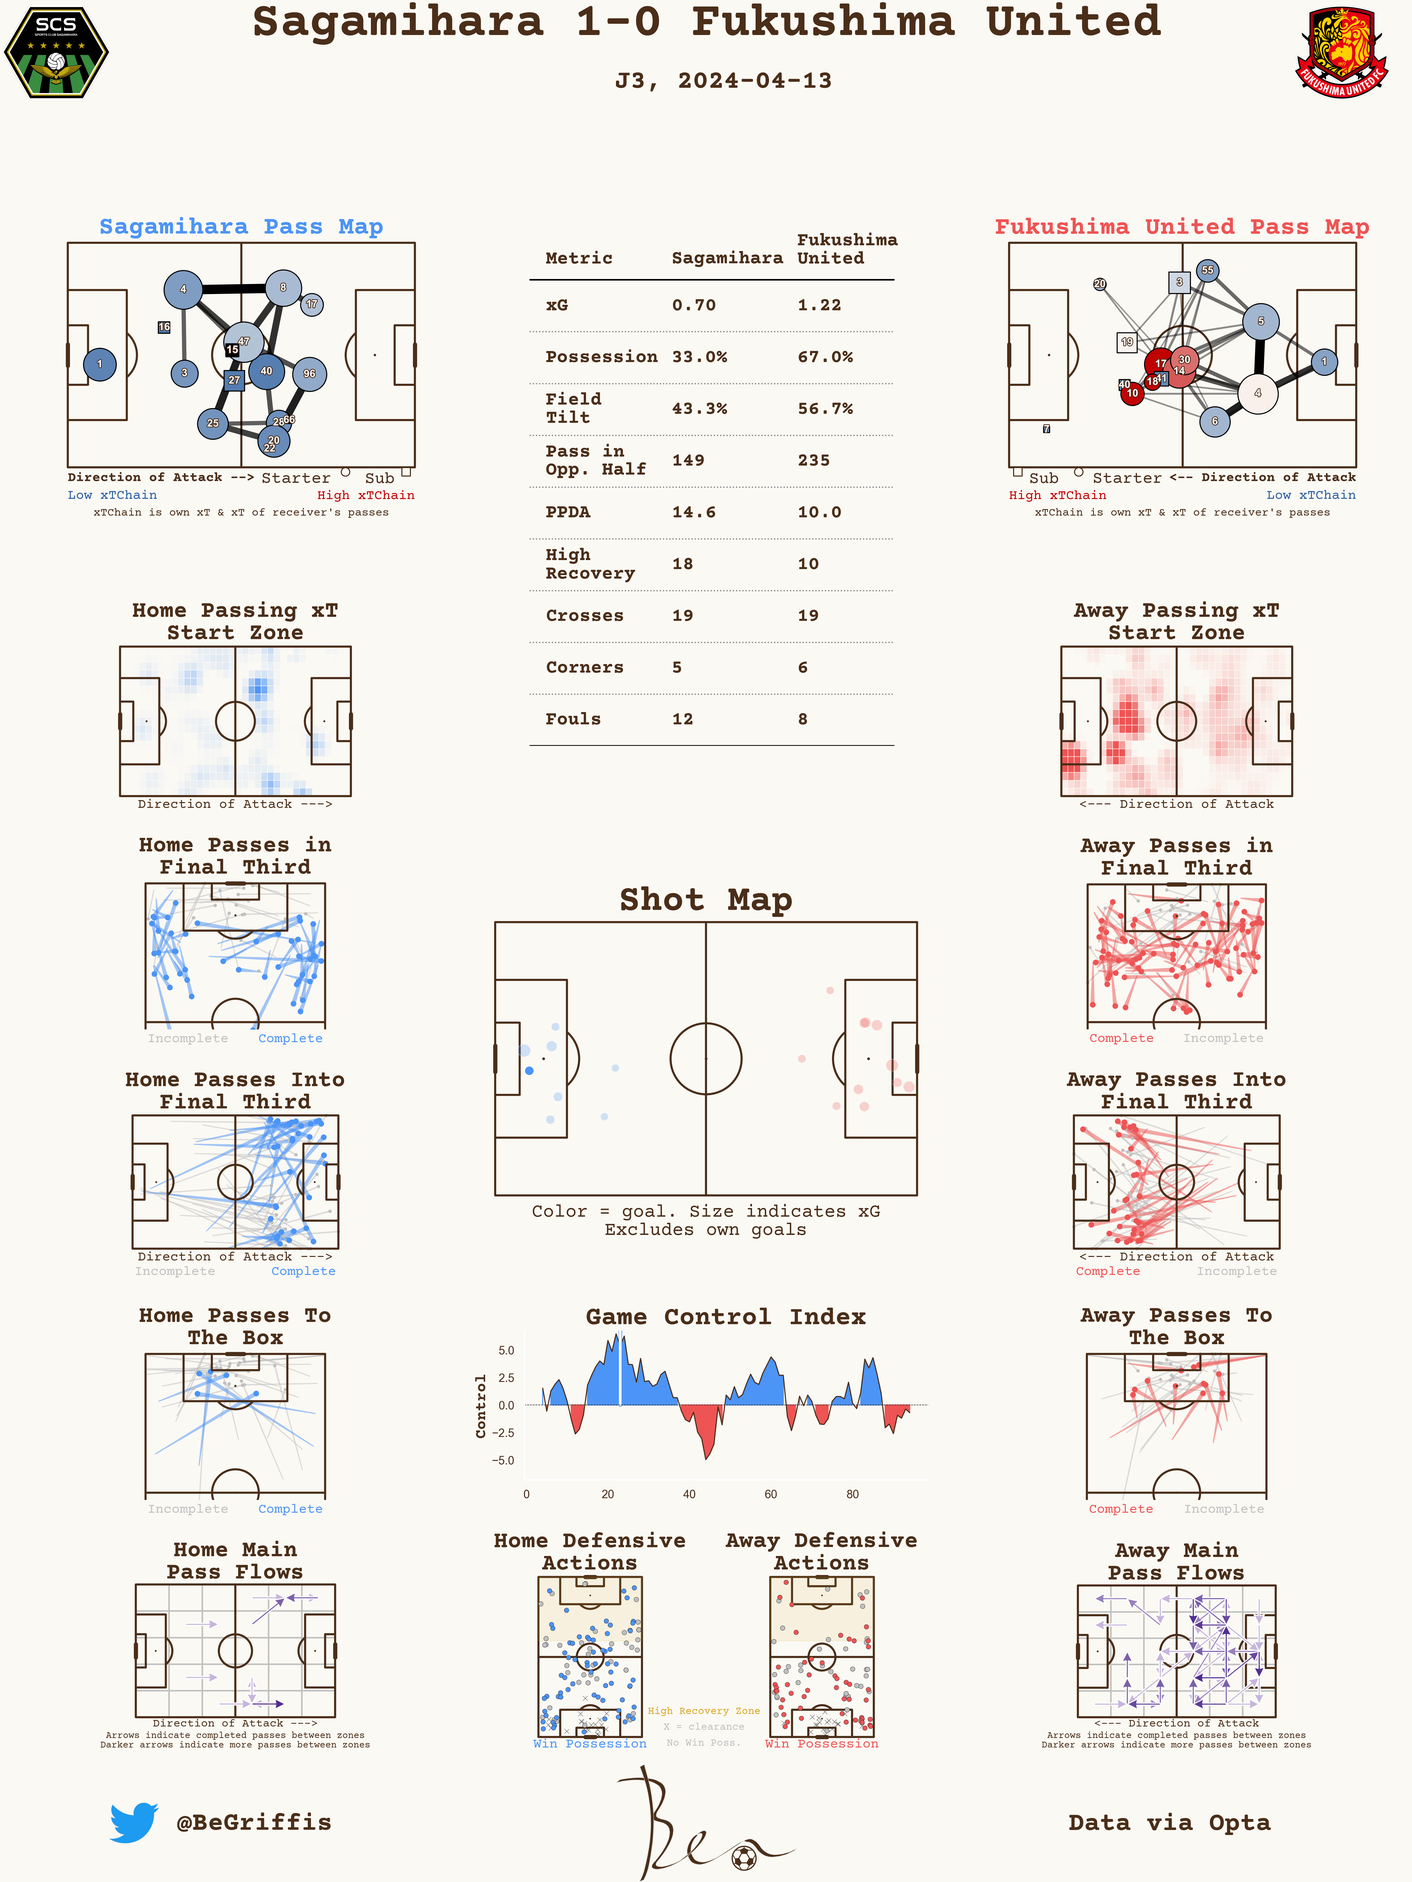 Sagamihara 1-0 Fukushima United
J3, 2024-04-13
SCS
SPORTS CLUB SAGAMIHARA
FUKUSHIMA UNITED FC
Sagamihara Pass Map
4
8
17
16
47
15
1
3
27
40
96
25
28
66
20
22
Direction of Attack --> Starter Sub
Low xTChain High xTChain
xTChain is own xT & xT of receiver's passes
Metric Sagamihara Fukushima United
xG 0.70 1.22
Possession 33.0% 67.0%
Field Tilt 43.3% 56.7%
Pass in Opp. Half 149 235
PPDA 14.6 10.0
High Recovery 18 10
Crosses 19 19
Corners 5 6
Fouls 12 8
Fukushima United Pass Map
55
20
3
5
19
30
17
1
14
41
18
40
10
4
6
7
Sub Starter <-- Direction of Attack
High xTChain Low xTChain
xTChain is own xT & xT of receiver's passes
Home Passing xT
Start Zone
Direction of Attack --->
Away Passing xT
Start Zone
<--- Direction of Attack
Home Passes in
Final Third
Incomplete Complete
Away Passes in
Final Third
Complete Incomplete
Shot Map
Color = goal. Size indicates xG
Excludes own goals
Home Passes Into
Final Third
Direction of Attack --->
Incomplete Complete
Away Passes Into
Final Third
<--- Direction of Attack
Complete Incomplete
Home Passes To
The Box
Incomplete Complete
Game Control Index
Control
5.0
2.5
0.0
−2.5
−5.0
0 20 40 60 80
Away Passes To
The Box
Complete Incomplete
Home Main
Pass Flows
Direction of Attack --->
Arrows indicate completed passes between zones
Darker arrows indicate more passes between zones
Home Defensive
Actions
Win Possession
Away Defensive
Actions
Win Possession
High Recovery Zone
X = clearance
No Win Poss.
Away Main
Pass Flows
<--- Direction of Attack
Arrows indicate completed passes between zones
Darker arrows indicate more passes between zones
@BeGriffis
Ben
Data via Opta